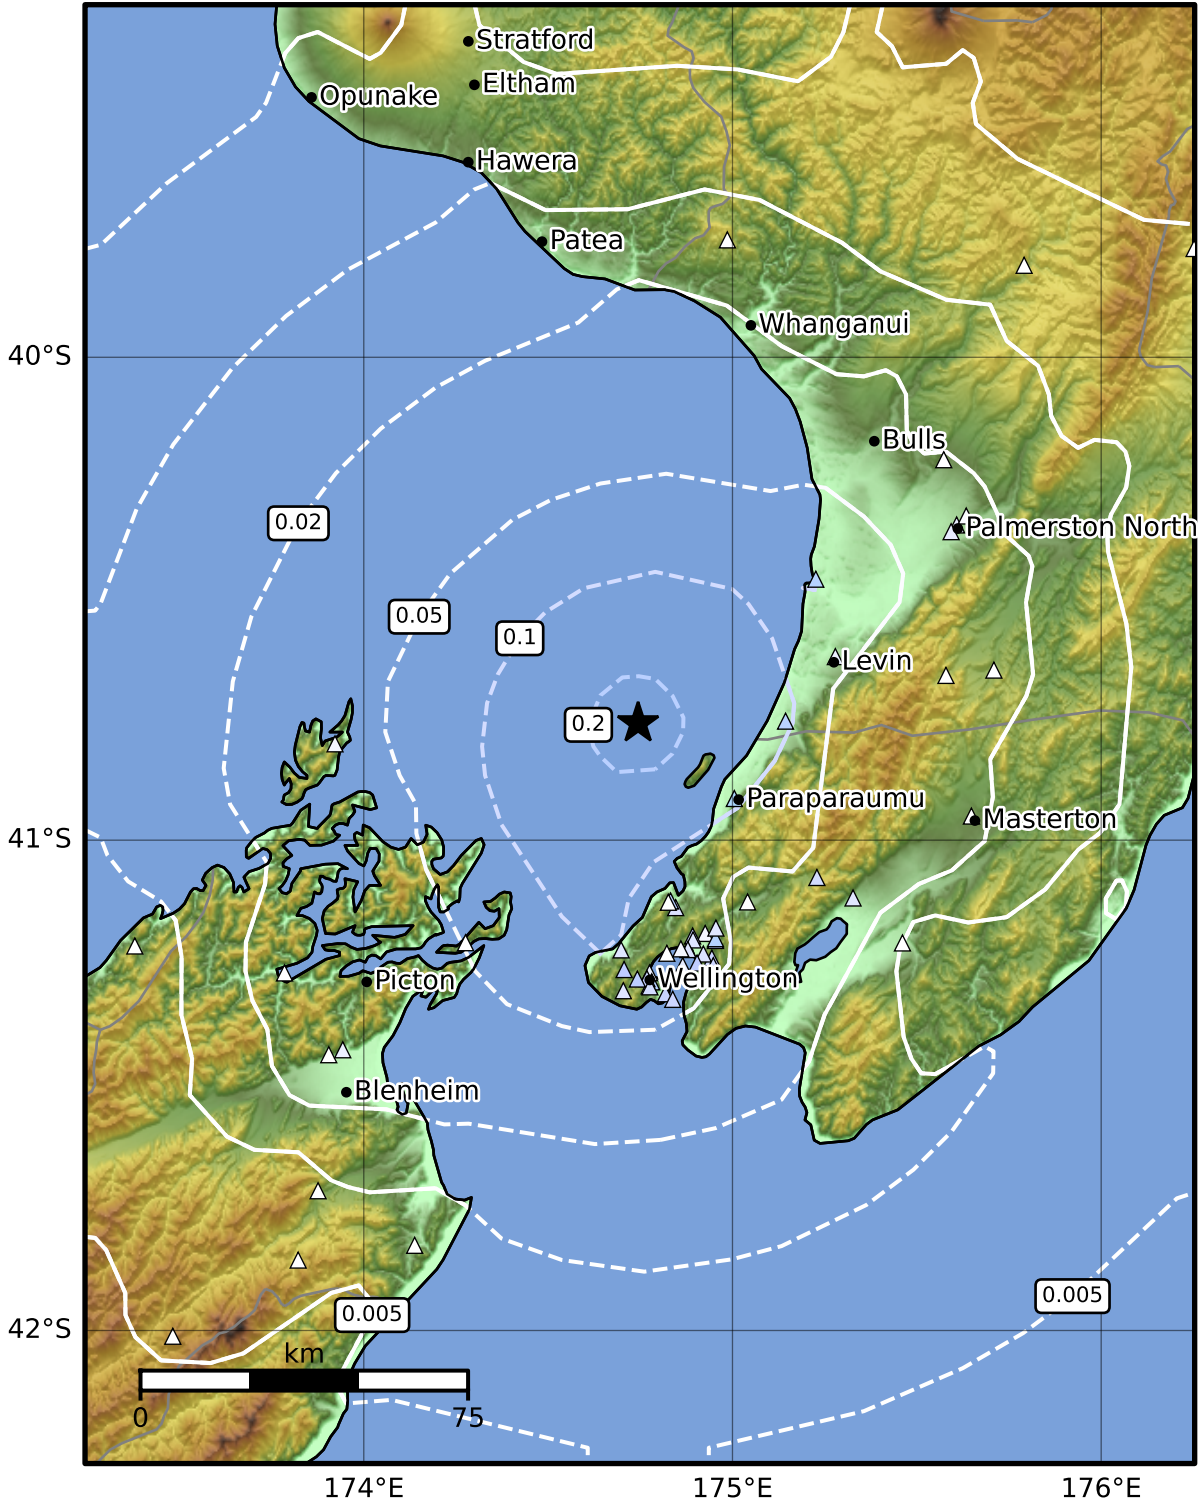 Stratford
Eltham
Opunake
Hawera
Patea
Whanganui
40°S
Bulls
0.02
Palmerston North
0.05
0.1
Levin
0.2
Paraparaumu
Masterton
41°S
Picton
Wellington
Blenheim
0.005
0.005
42°S
km
0
75
174°E
175°E
176°E